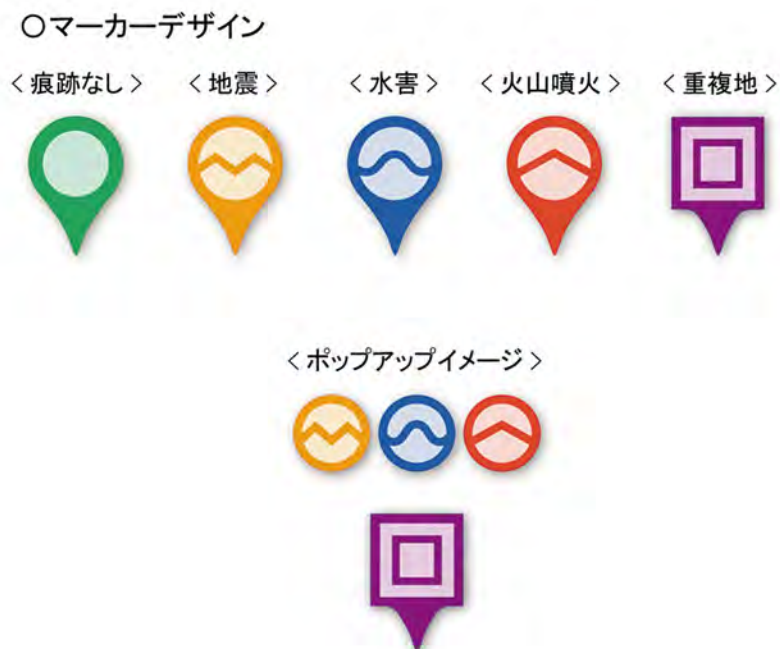 〇マーカーデザイン
＜痕跡なし＞ ＜地震＞ ＜水害＞ ＜火山噴火＞ ＜重複地＞
＜ポップアップイメージ＞